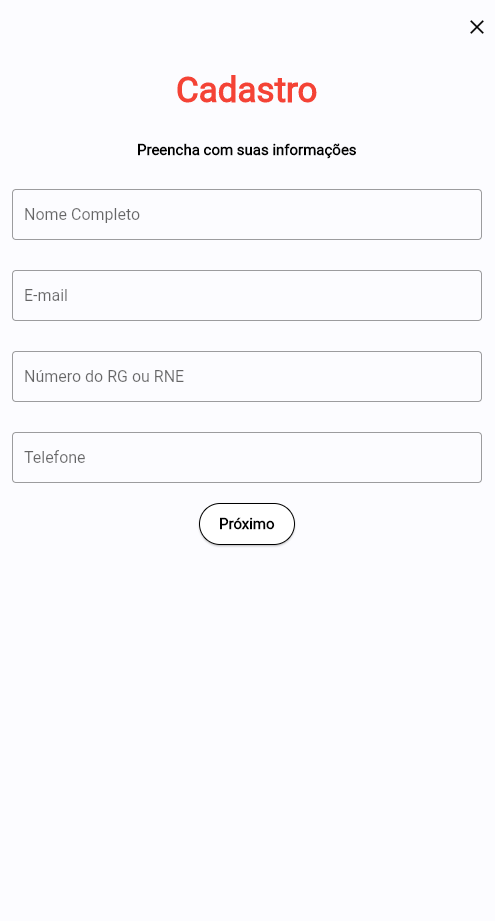 Cadastro
Preencha com suas informações
Nome Completo
E-mail
Número do RG ou RNE
Telefone
Próximo